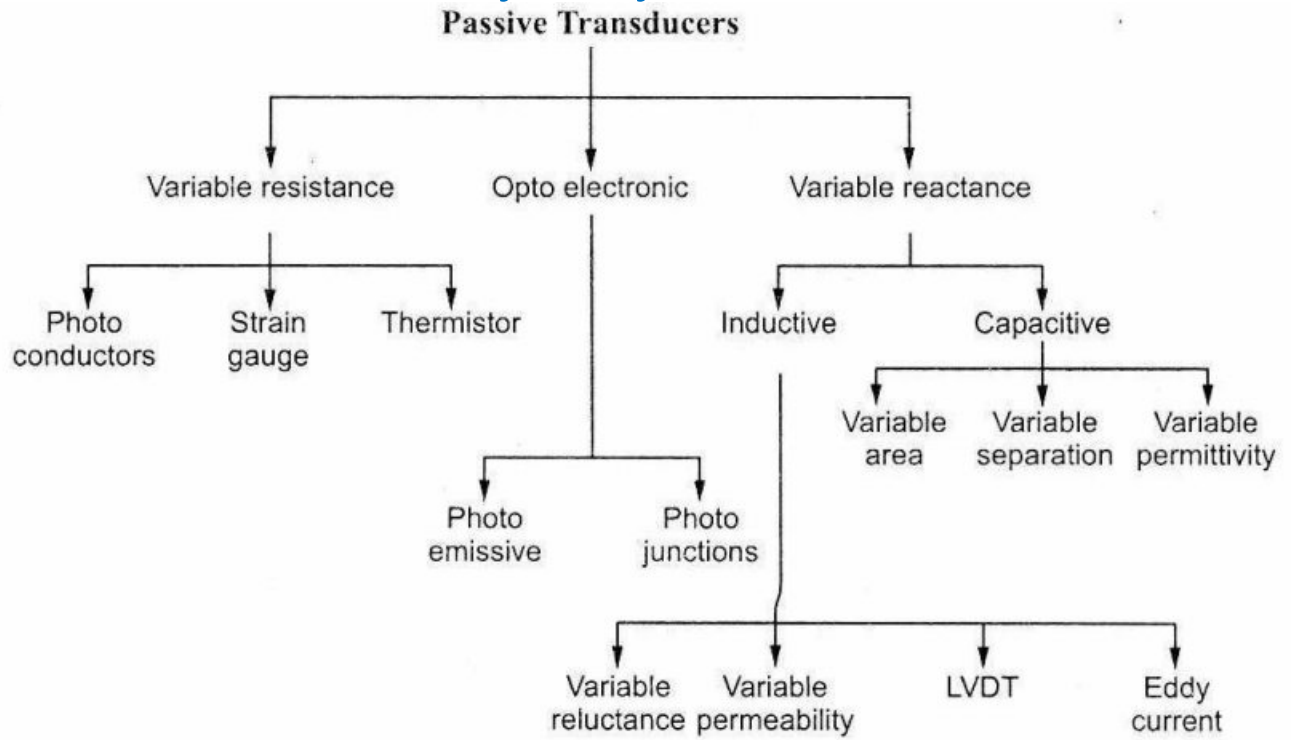 Passive Transducers
Variable resistance
Opto electronic
Variable reactance
Photo
conductors
Strain
gauge
Thermistor
Inductive
Capacitive
Variable
area
Variable
separation
Variable
permittivity
Photo
emissive
Photo
junctions
Variable
reluctance
Variable
permeability
LVDT
Eddy
current